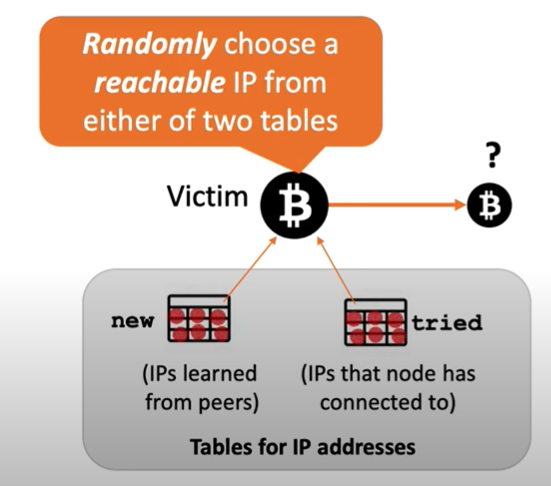 Randomly choose a
reachable IP from
either of two tables
?
Victim
new
tried
(IPs learned
from peers)
(IPs that node has
connected to)
Tables for IP addresses